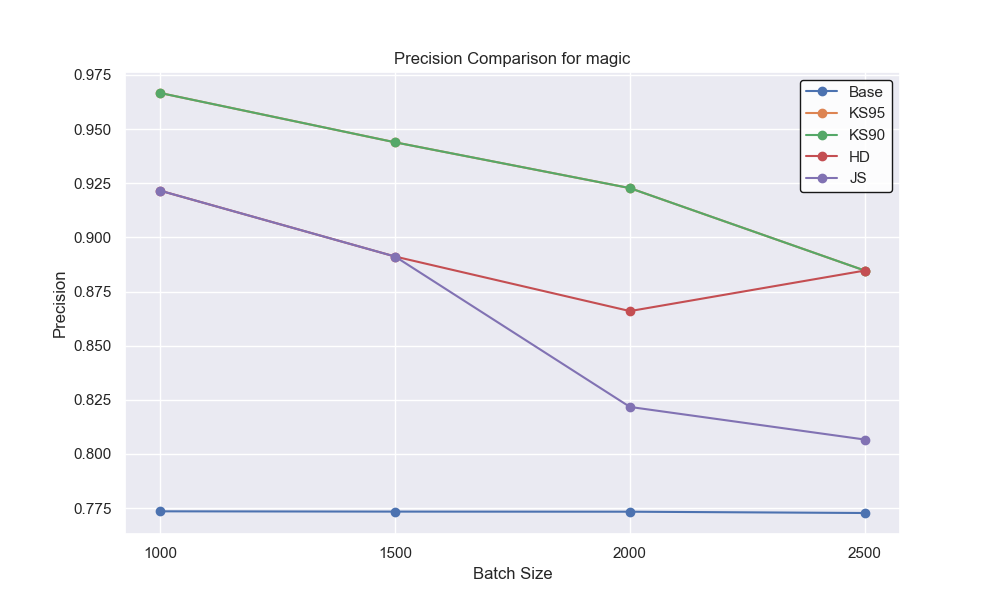 Precision Comparison for magic
0.975
0.950
0.925
0.900
0.875
0.850
0.825
0.800
0.775
Precision
1000
1500
2000
2500
Batch Size
Base
KS95
KS90
HD
JS